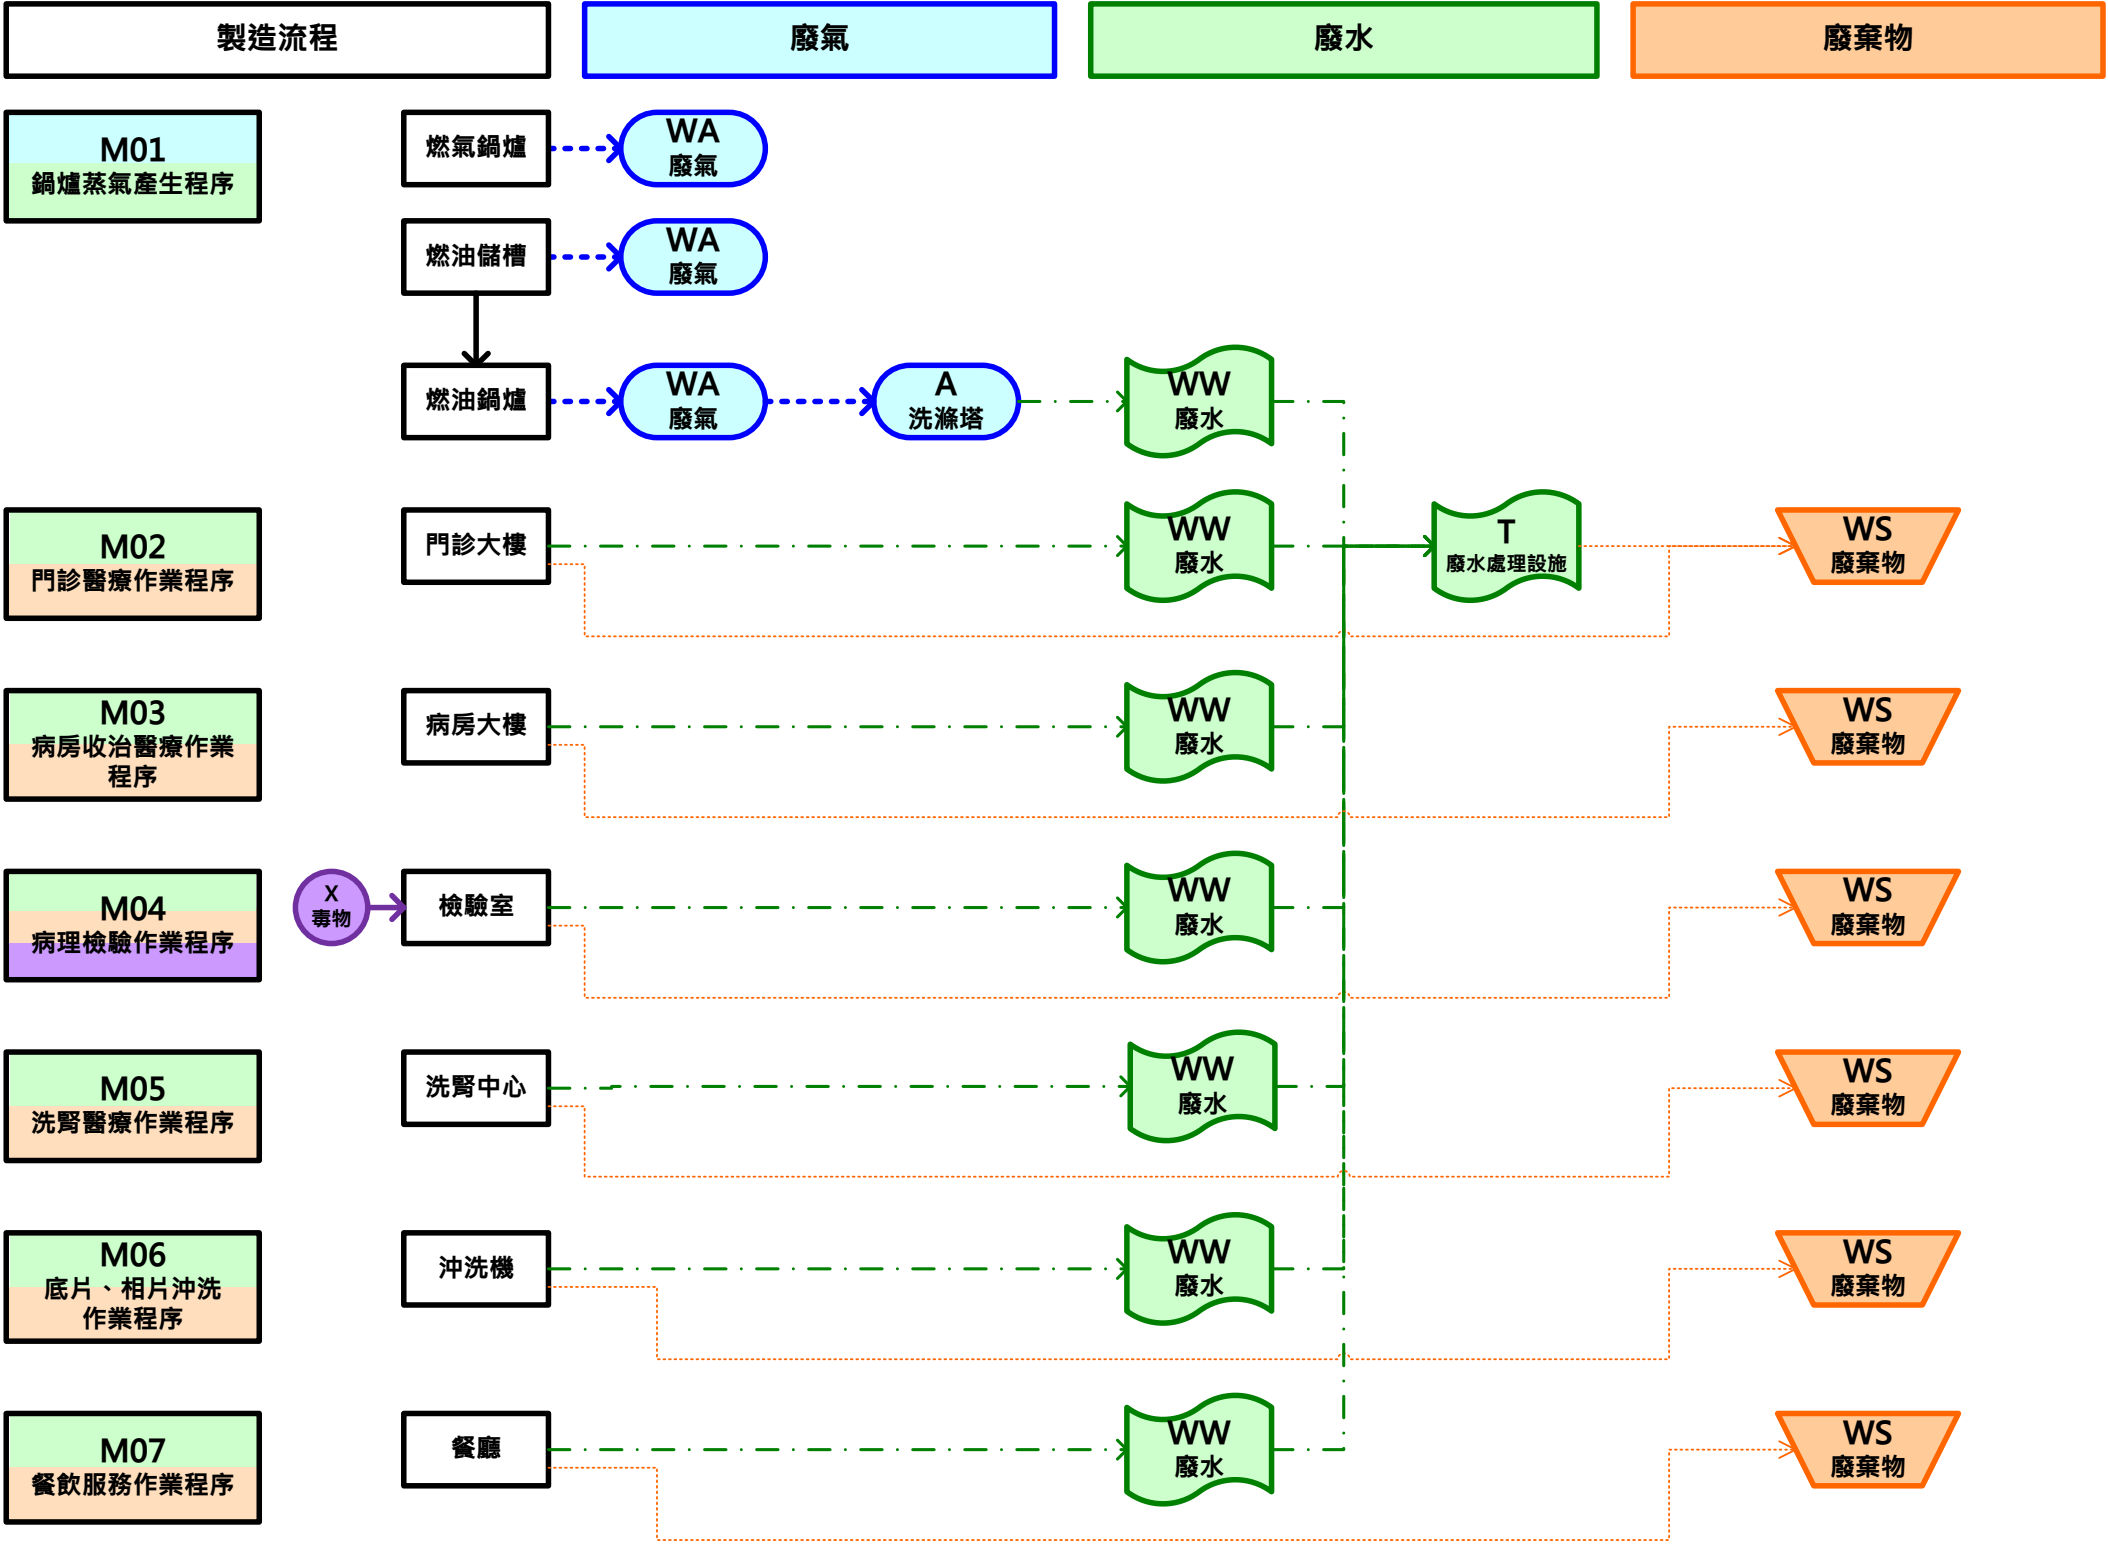 製造流程
廢氣
廢水
廢棄物
M01
鍋爐蒸氣產生程序
燃氣鍋爐
WA
廢氣
燃油儲槽
WA
廢氣
燃油鍋爐
WA
廢氣
A
洗滌塔
WW
廢水
M02
門診醫療作業程序
門診大樓
WW
廢水
T
廢水處理設施
WS
廢棄物
M03
病房收治醫療作業
程序
病房大樓
WW
廢水
WS
廢棄物
M04
病理檢驗作業程序
X
毒物
檢驗室
WW
廢水
WS
廢棄物
M05
洗腎醫療作業程序
洗腎中心
WW
廢水
WS
廢棄物
M06
底片、相片沖洗
作業程序
沖洗機
WW
廢水
WS
廢棄物
M07
餐飲服務作業程序
餐廳
WW
廢水
WS
廢棄物